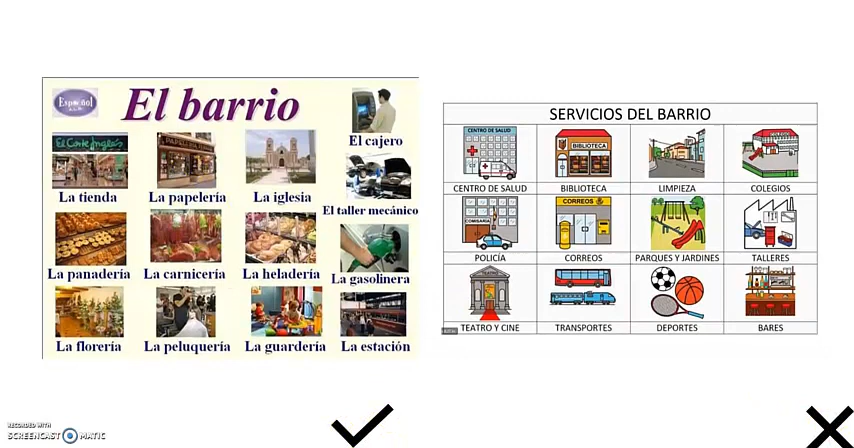 Español
El barrio
El cajero
El Corte Inglés
PAPELERIA
La tienda
La papelería
La iglesia
El taller mecánico
La panadería
La carnicería
La heladería
La gasolinera
La florería
La peluquería
La guardería
La estación
SERVICIOS DEL BARRIO
CENTRO DE SALUD
BIBLIOTECA
CENTRO DE SALUD
BIBLIOTECA
LIMPIEZA
COLEGIOS
COMISARÍA
CORREOS
POLICÍA
CORREOS
PARQUES Y JARDINES
TALLERES
TEATRO
TEATRO Y CINE
TRANSPORTES
DEPORTES
BARES
RECORDED WITH
SCREENCAST MATIC